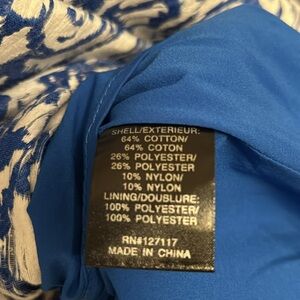 SHELL/EXTERIEUR:
64% COTTON/
64% COTON
26% POLYESTER/
26% POLYESTER
10% NYLON/
10% NYLON
LINING/DOUSLURE:
100% POLYESTER/
100% POLYESTER
RN#127117
MADE IN CHINA